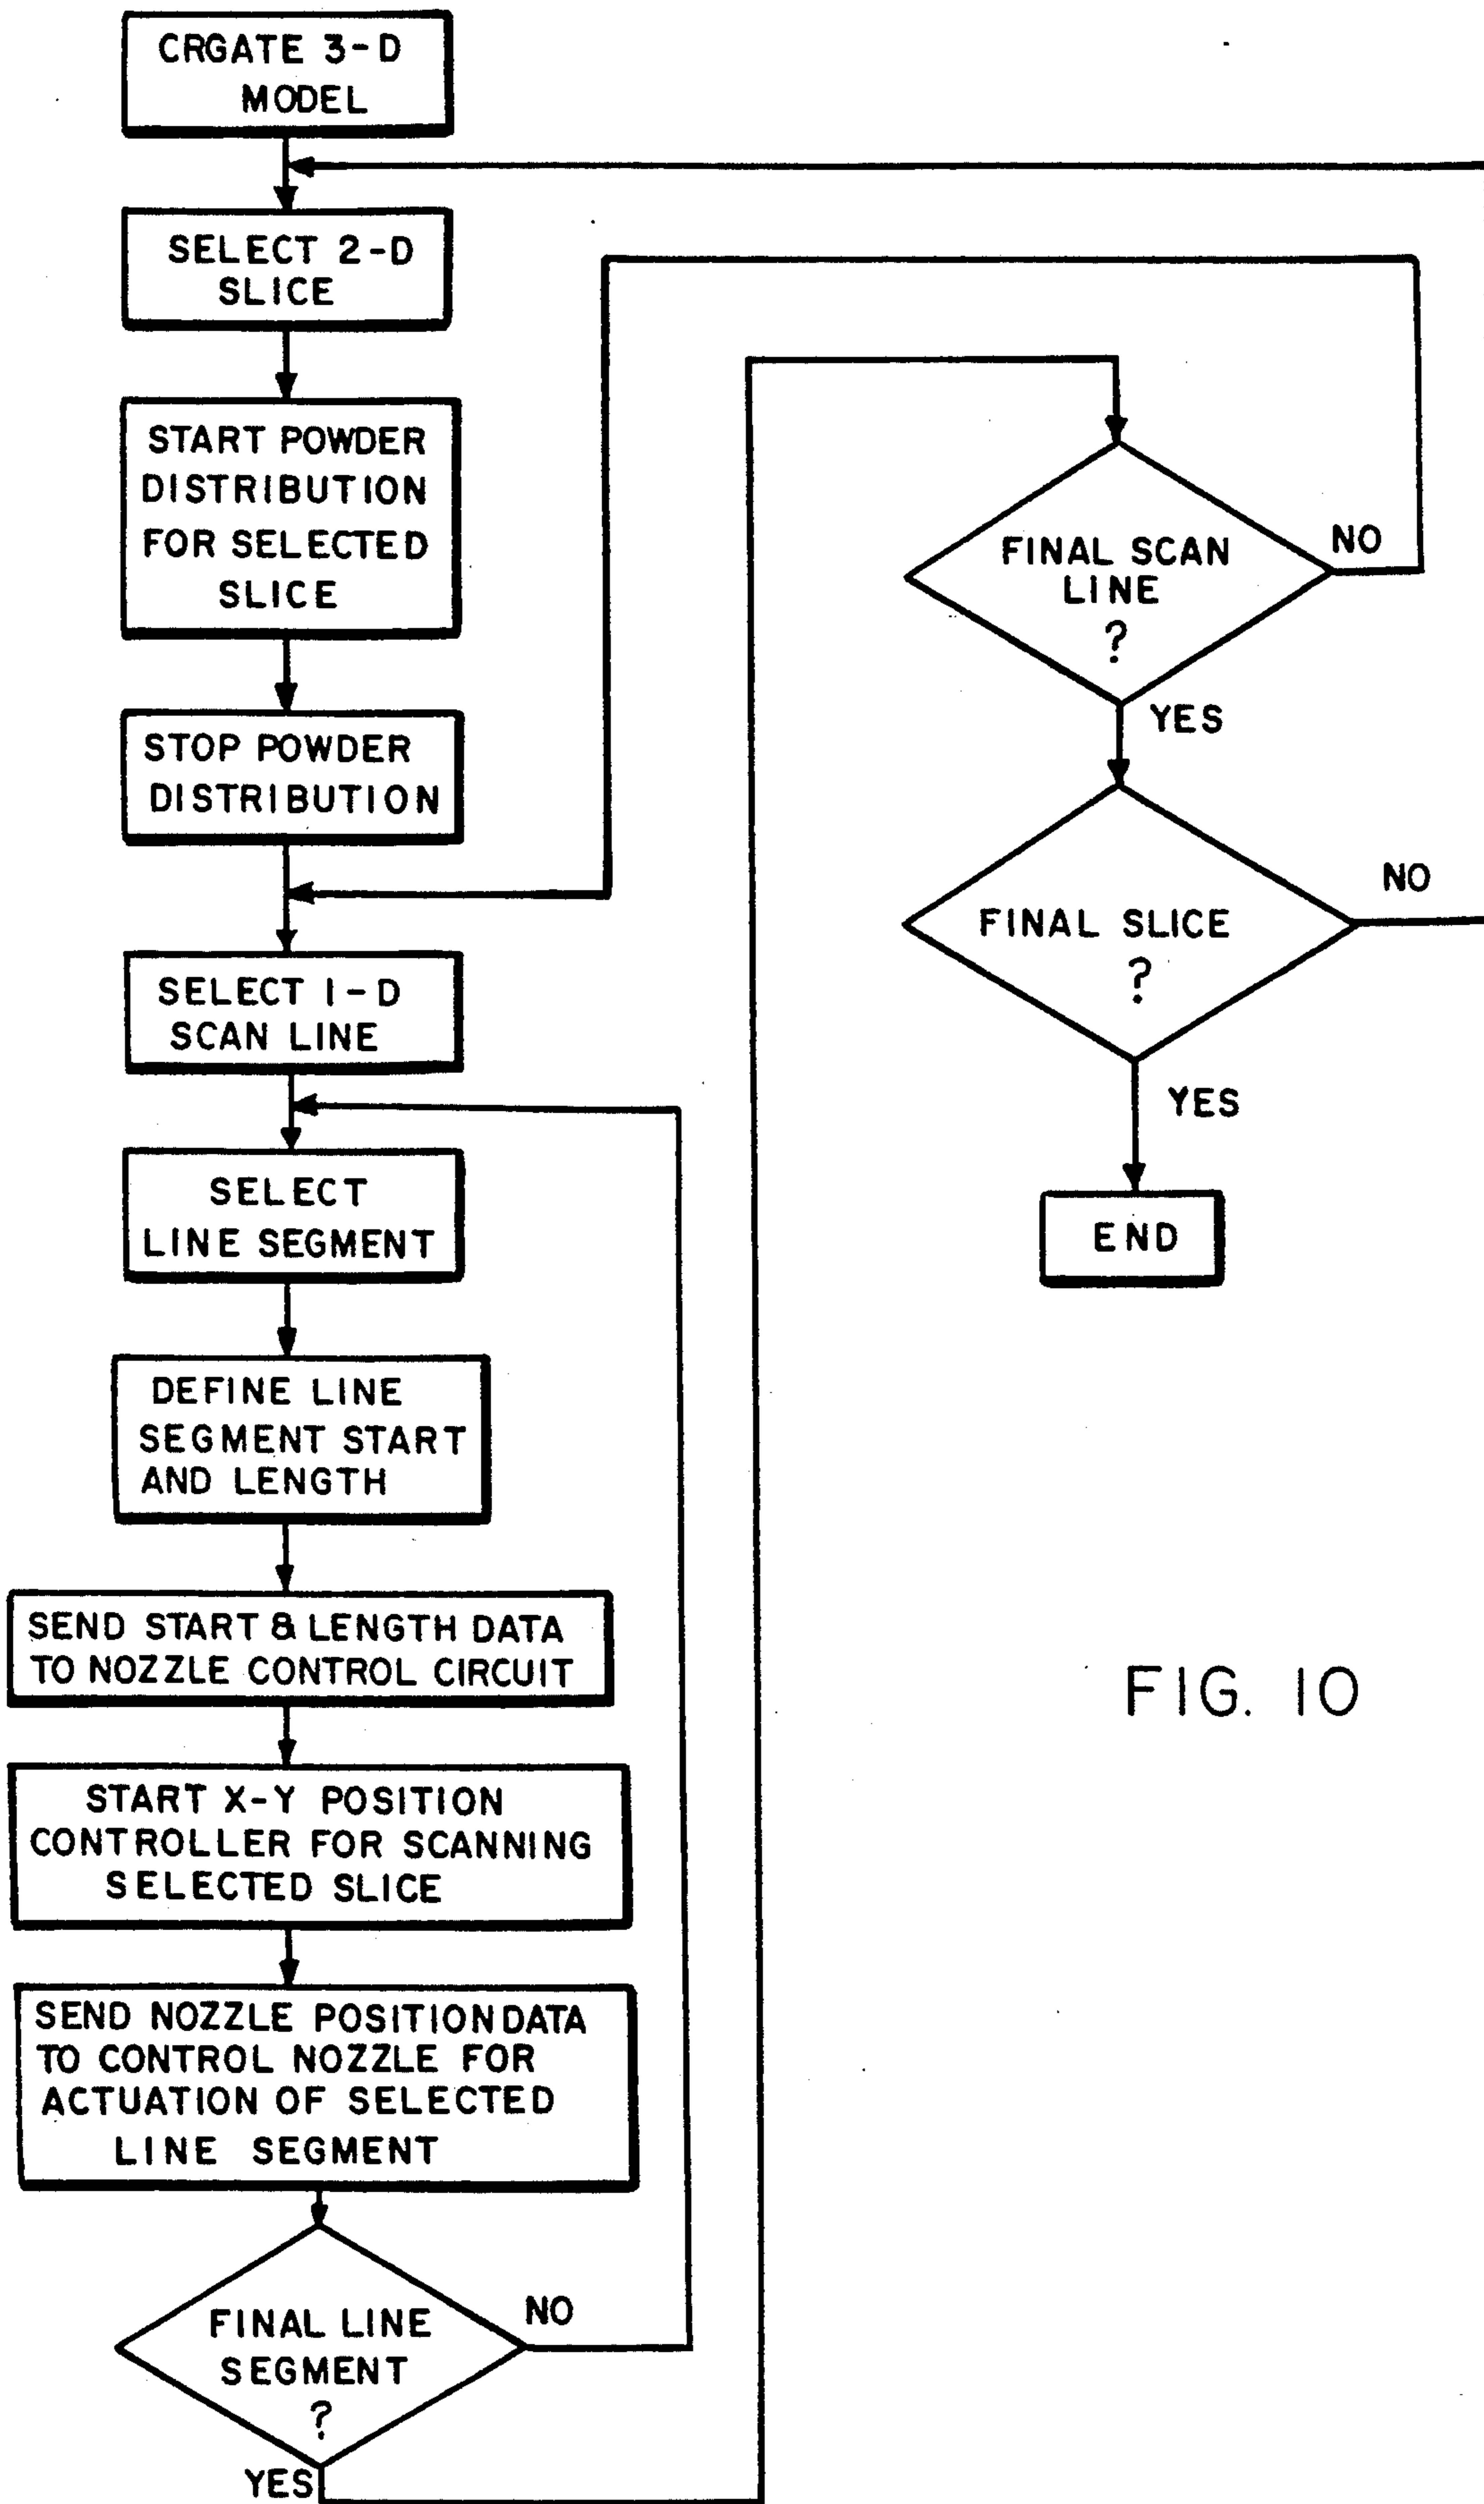 CRGATE 3-D
MODEL
SELECT 2-D
SLICE
START POWDER
DISTRIBUTION
FOR SELECTED
SLICE
STOP POWDER
DISTRIBUTION
SELECT 1-D
SCAN LINE
SELECT
LINE SEGMENT
DEFINE LINE
SEGMENT START
AND LENGTH
SEND START & LENGTH DATA
TO NOZZLE CONTROL CIRCUIT
START X-Y POSITION
CONTROLLER FOR SCANNING
SELECTED SLICE
SEND NOZZLE POSITION DATA
TO CONTROL NOZZLE FOR
ACTUATION OF SELECTED
LINE SEGMENT
FINAL LINE
SEGMENT
?
NO
YES
FINAL SCAN
LINE
?
NO
YES
FINAL SLICE
?
NO
YES
END
FIG. 10